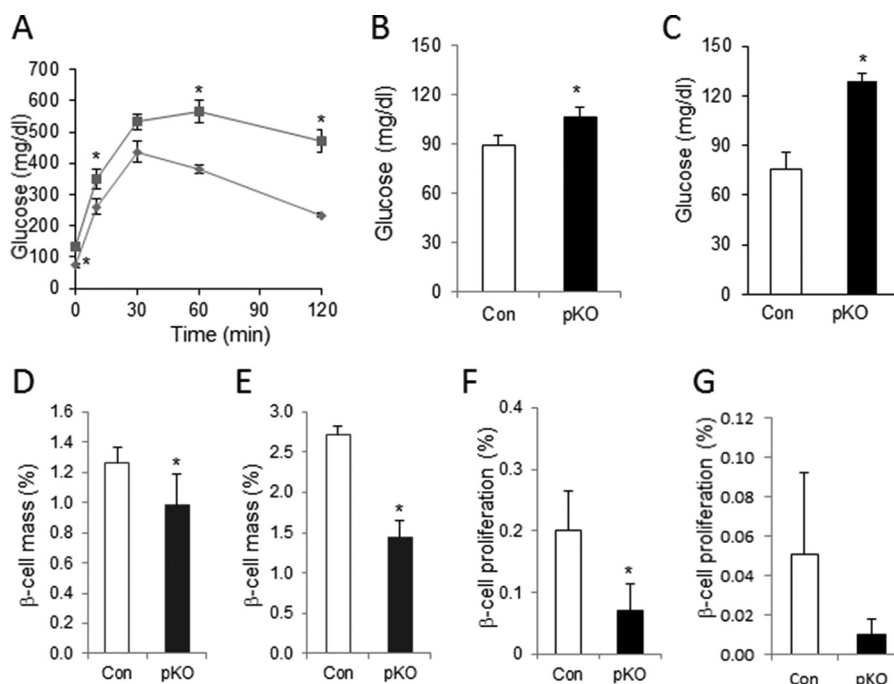 A
Glucose (mg/dl)
700
600
500
400
300
200
100
0
*
*
*
*
0
30
60
90
120
Time (min)
B
Glucose (mg/dl)
150
120
90
60
30
0
*
Con
pKO
C
Glucose (mg/dl)
150
120
90
60
30
0
*
Con
pKO
D
β-cell mass (%)
1.6
1.4
1.2
1.0
0.8
0.6
0.4
0.2
0.0
*
Con
pKO
E
β-cell mass (%)
3.0
2.5
2.0
1.5
1.0
0.5
0.0
*
Con
pKO
F
β-cell proliferation (%)
0.4
0.3
0.2
0.1
0
*
Con
pKO
G
β-cell proliferation (%)
0.12
0.10
0.08
0.06
0.04
0.02
0.00
Con
pKO